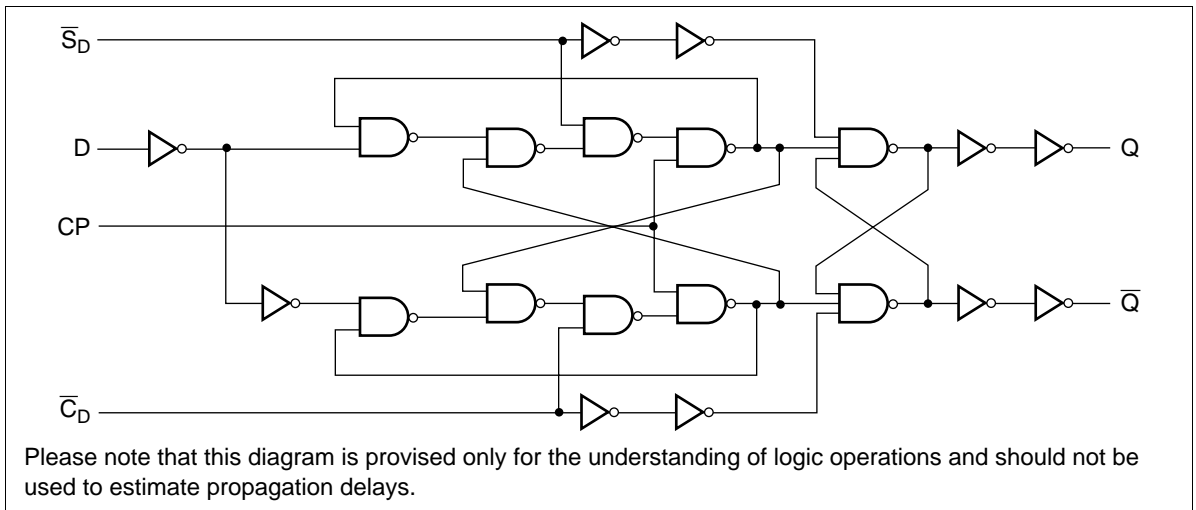 S̅D
D
Q
CP
Q̅
C̅D
Please note that this diagram is provised only for the understanding of logic operations and should not be
used to estimate propagation delays.